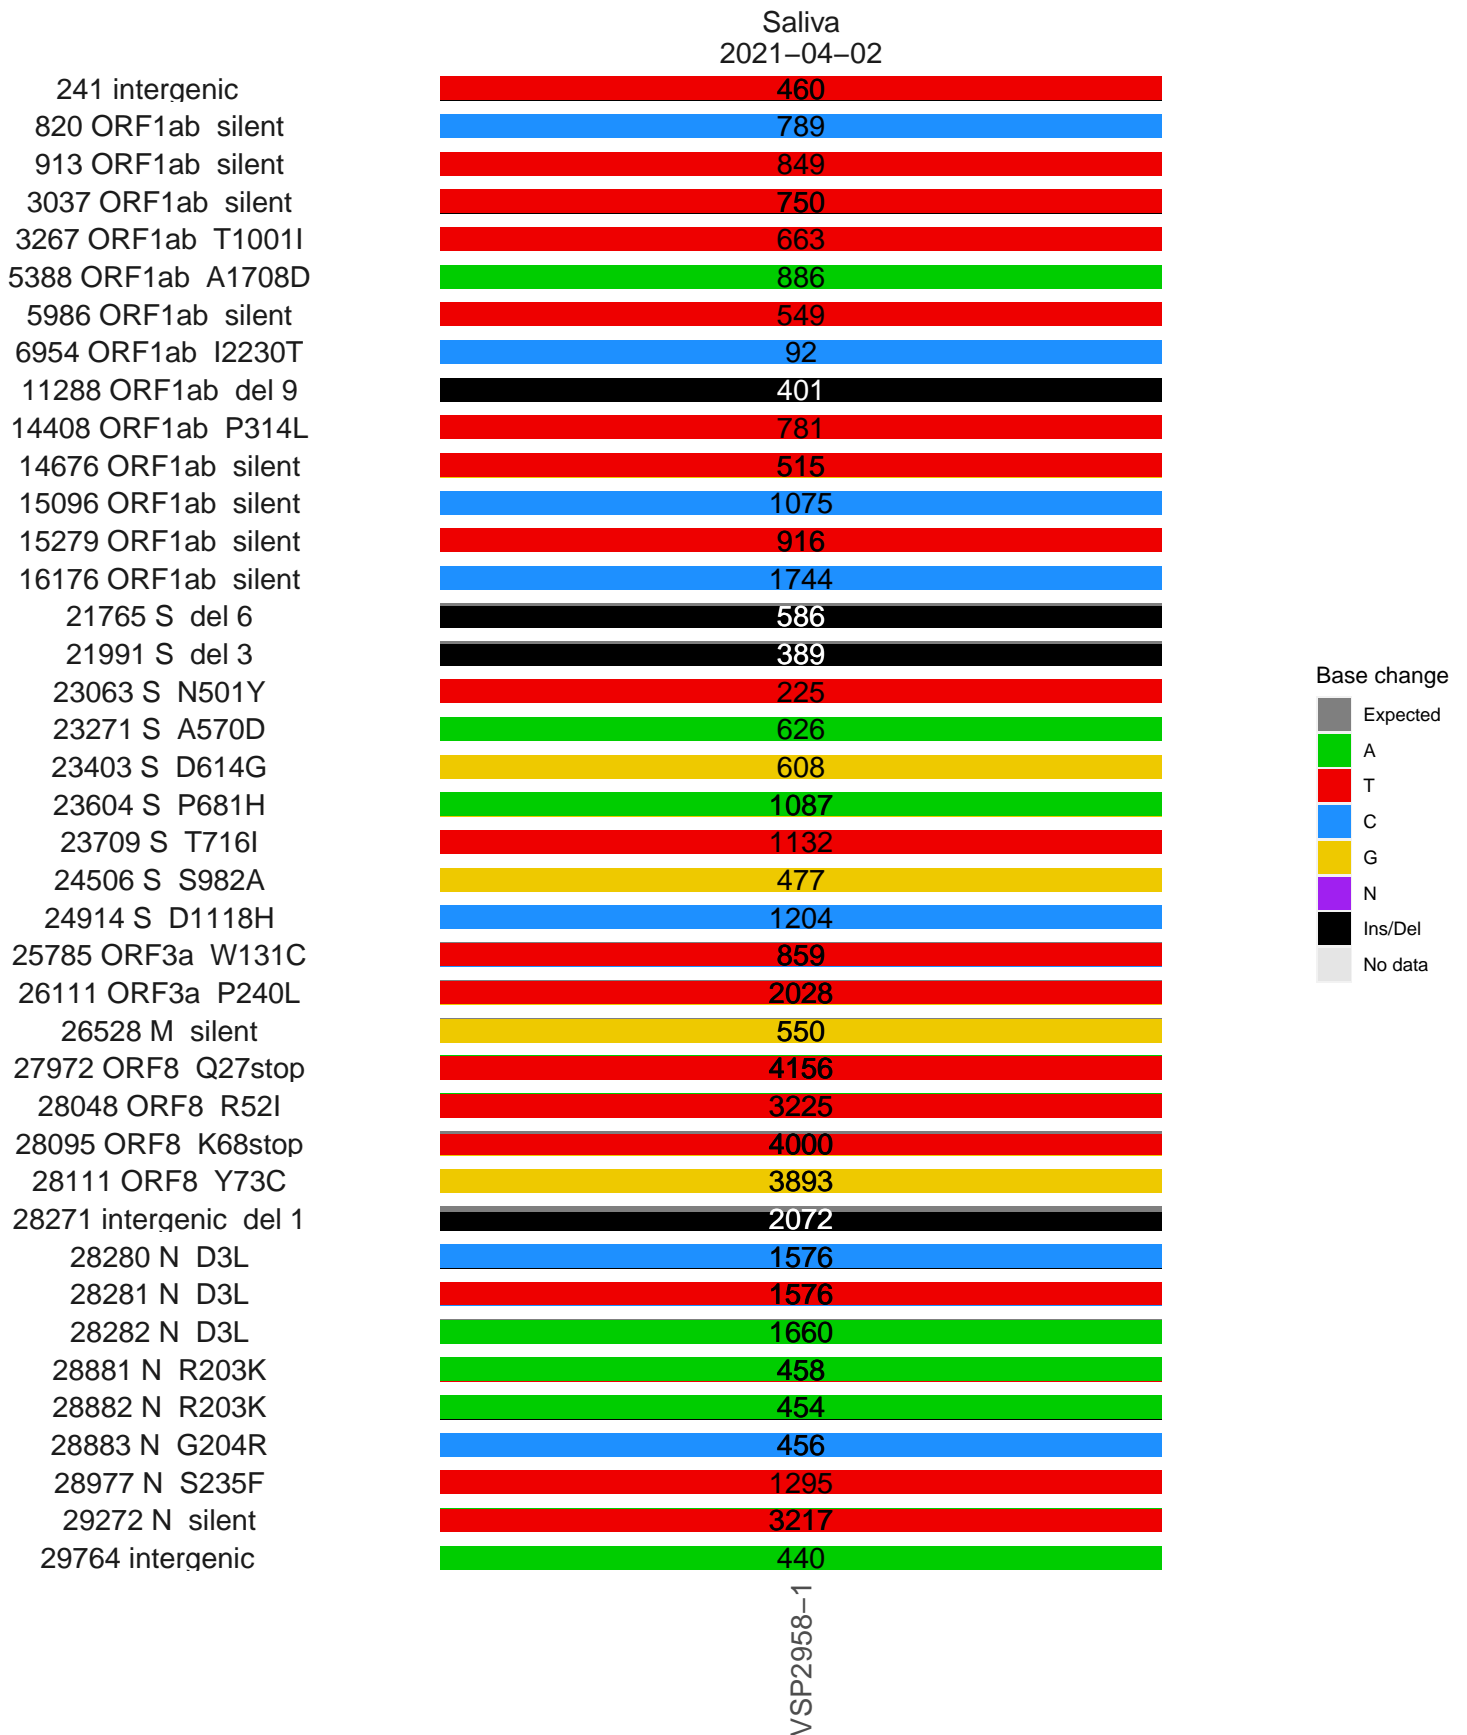 Saliva
2021−04−02
241 intergenic 460
820 ORF1ab silent 789
913 ORF1ab silent 849
3037 ORF1ab silent 750
3267 ORF1ab T1001I 663
5388 ORF1ab A1708D 886
5986 ORF1ab silent 549
6954 ORF1ab I2230T 92
11288 ORF1ab del 9 401
14408 ORF1ab P314L 781
14676 ORF1ab silent 515
15096 ORF1ab silent 1075
15279 ORF1ab silent 916
16176 ORF1ab silent 1744
21765 S del 6 586
21991 S del 3 389
23063 S N501Y 225
23271 S A570D 626
23403 S D614G 608
23604 S P681H 1087
23709 S T716I 1132
24506 S S982A 477
24914 S D1118H 1204
25785 ORF3a W131C 859
26111 ORF3a P240L 2028
26528 M silent 550
27972 ORF8 Q27stop 4156
28048 ORF8 R52I 3225
28095 ORF8 K68stop 4000
28111 ORF8 Y73C 3893
28271 intergenic del 1 2072
28280 N D3L 1576
28281 N D3L 1576
28282 N D3L 1660
28881 N R203K 458
28882 N R203K 454
28883 N G204R 456
28977 N S235F 1295
29272 N silent 3217
29764 intergenic 440
VSP2958−1
Base change
Expected
A
T
C
G
N
Ins/Del
No data